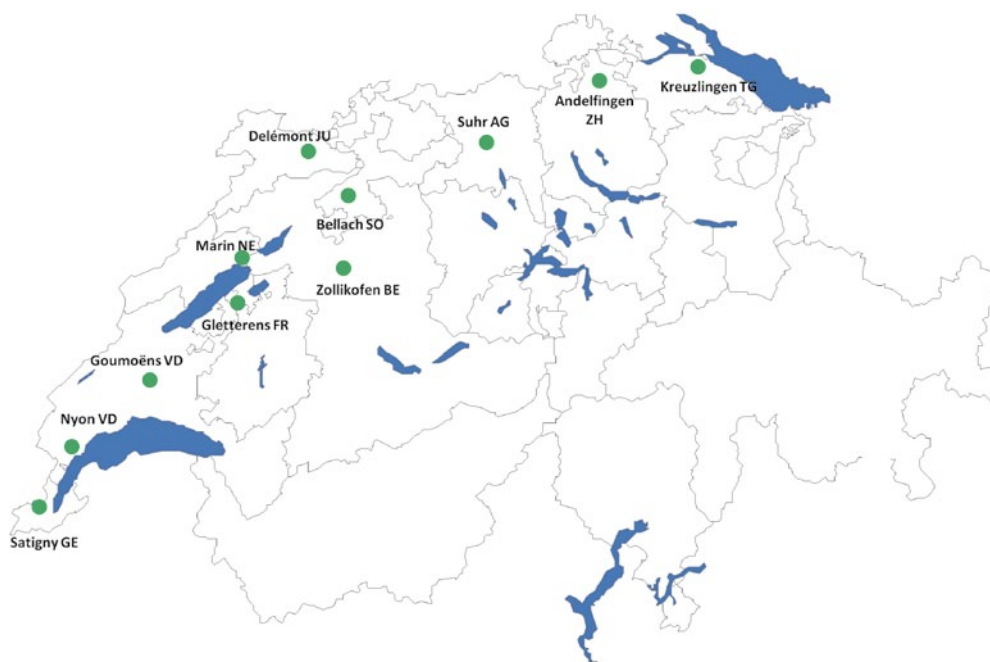 Kreuzlingen TG
Andelfingen
ZH
Suhr AG
Delémont JU
Bellach SO
Marin NE
Zollikofen BE
Gletterens FR
Goumoëns VD
Nyon VD
Satigny GE